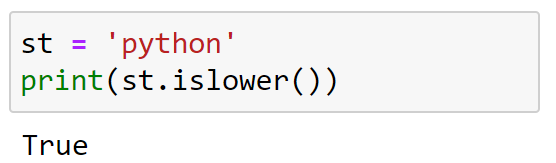 st = 'python'
print(st.islower())
True